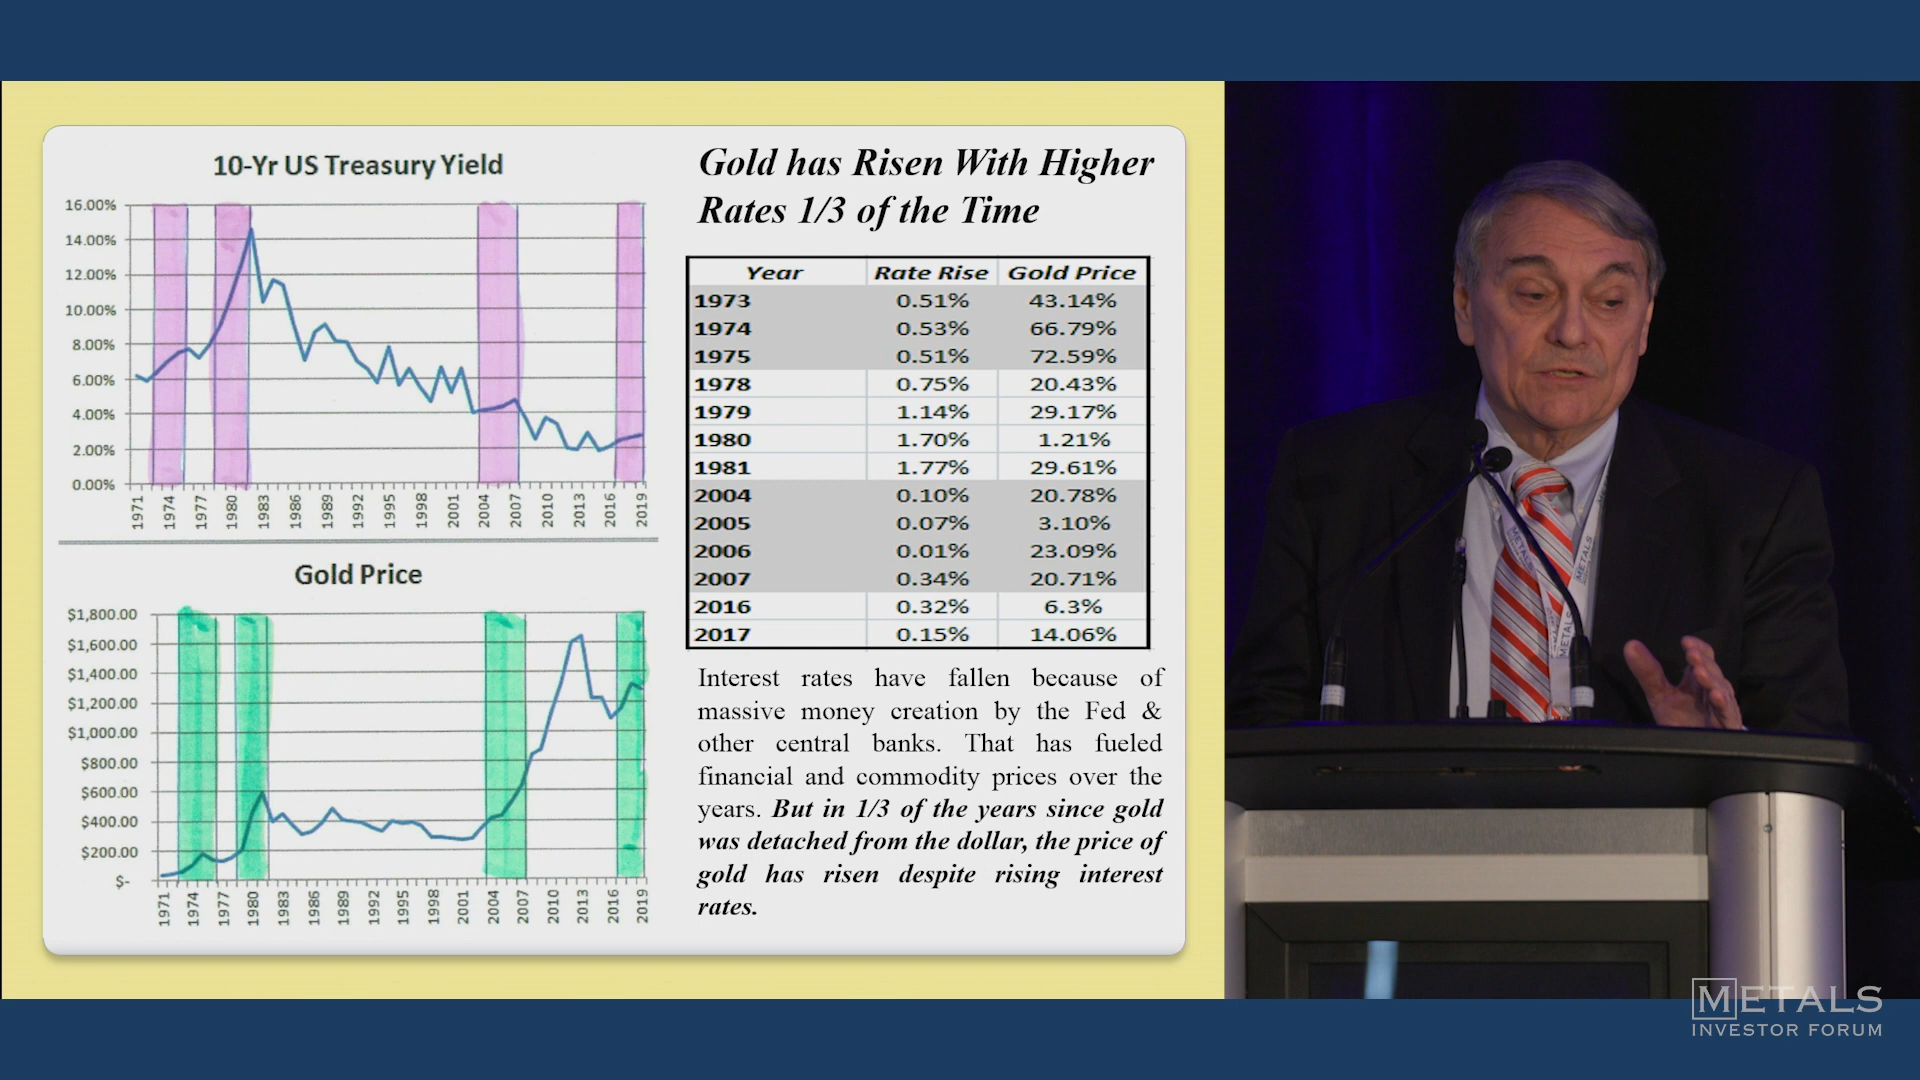 10-Yr US Treasury Yield
16.00%
14.00%
12.00%
10.00%
8.00%
6.00%
4.00%
2.00%
0.00%
1971
1974
1977
1980
1983
1986
1989
1992
1995
1998
2001
2004
2007
2010
2013
2016
2019
Gold Price
$1,800.00
$1,600.00
$1,400.00
$1,200.00
$1,000.00
$800.00
$600.00
$400.00
$200.00
$-
1971
1974
1977
1980
1983
1986
1989
1992
1995
1998
2001
2004
2007
2010
2013
2016
2019
Gold has Risen With Higher
Rates 1/3 of the Time
Year Rate Rise Gold Price
1973 0.51% 43.14%
1974 0.53% 66.79%
1975 0.51% 72.59%
1978 0.75% 20.43%
1979 1.14% 29.17%
1980 1.70% 1.21%
1981 1.77% 29.61%
2004 0.10% 20.78%
2005 0.07% 3.10%
2006 0.01% 23.09%
2007 0.34% 20.71%
2016 0.32% 6.3%
2017 0.15% 14.06%
Interest rates have fallen because of
massive money creation by the Fed &
other central banks. That has fueled
financial and commodity prices over the
years. But in 1/3 of the years since gold
was detached from the dollar, the price of
gold has risen despite rising interest
rates.
METALS
METALS
METALS
METALS
INVESTOR FORUM